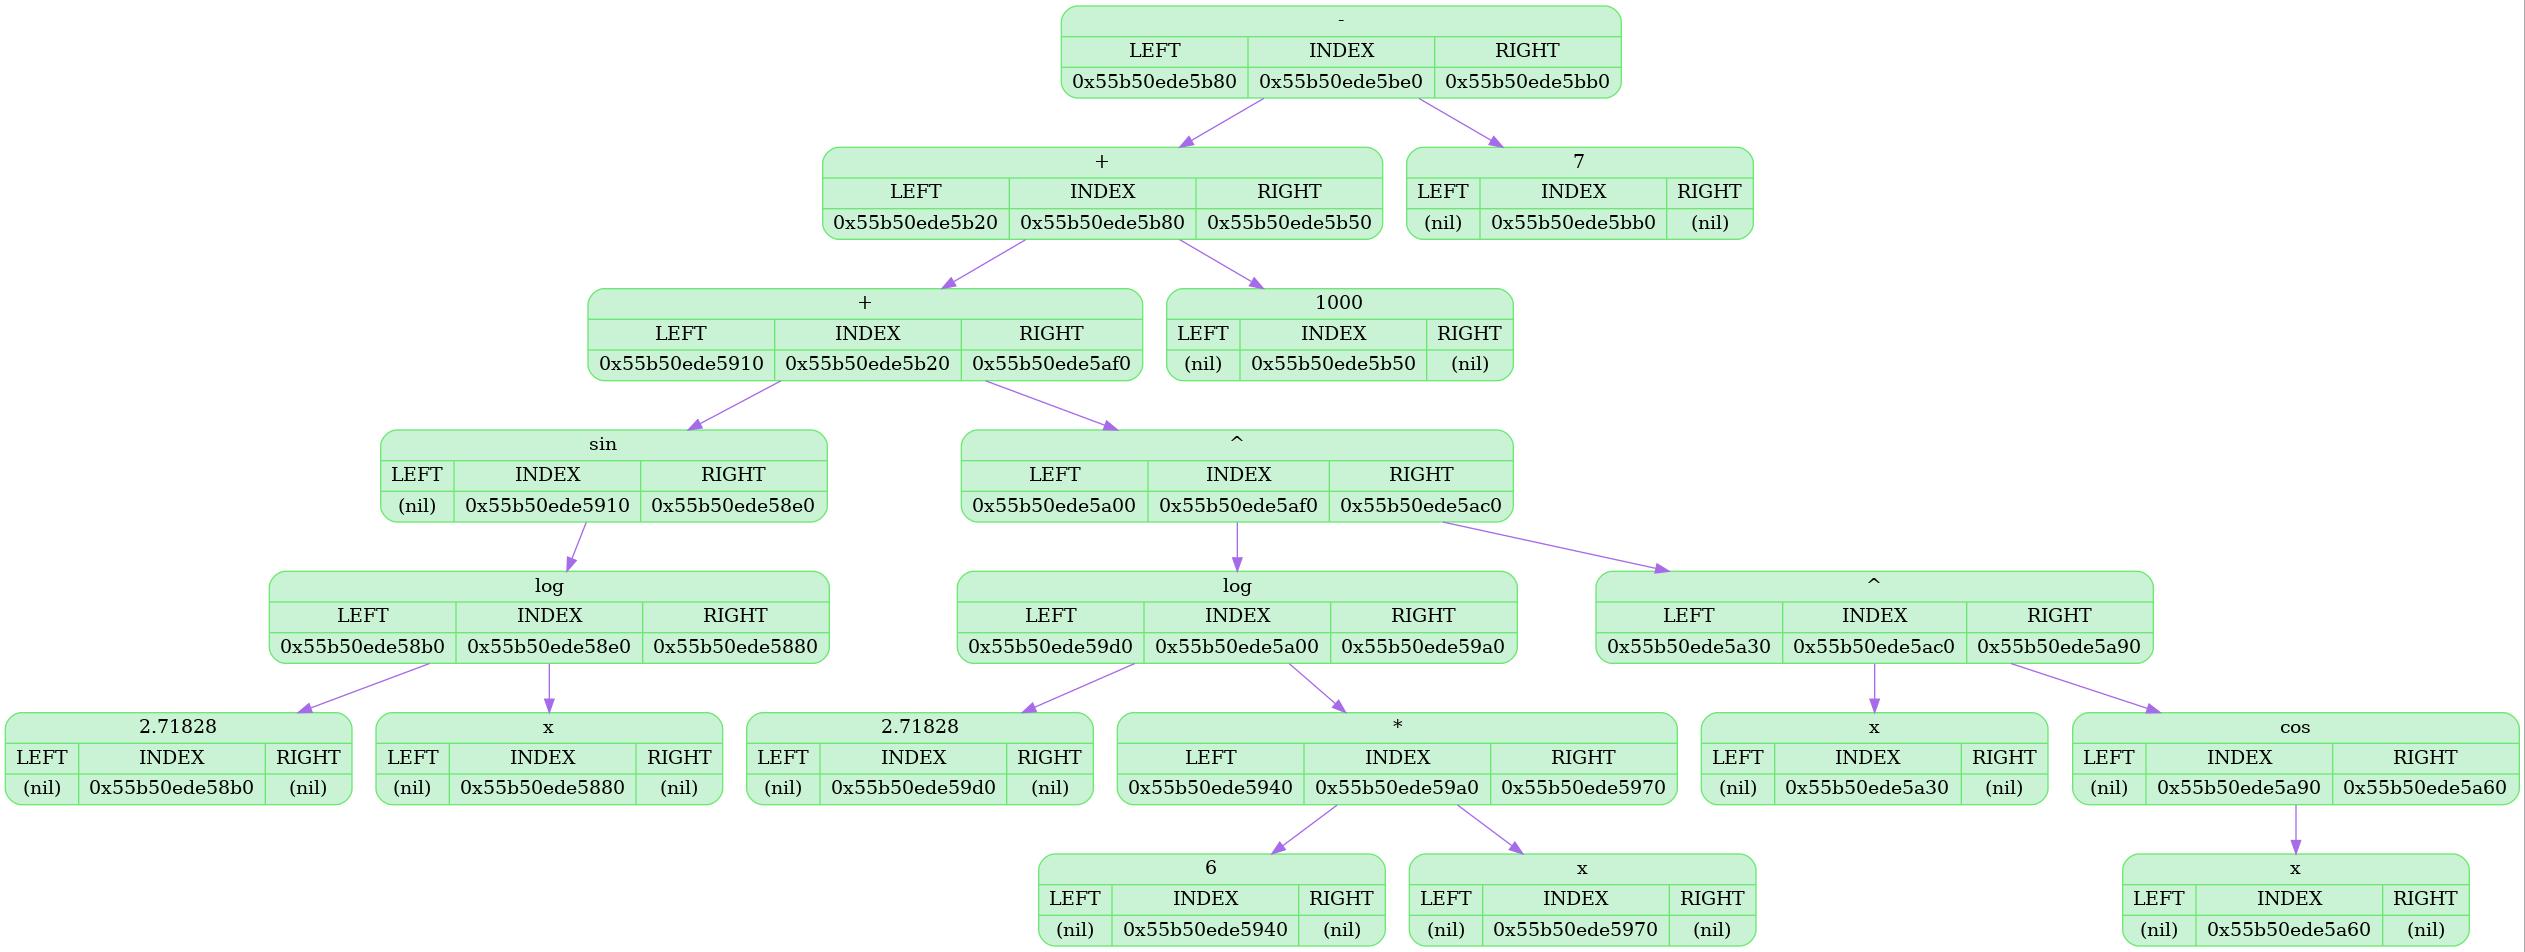 -
LEFT INDEX RIGHT
0x55b50ede5b80 0x55b50ede5be0 0x55b50ede5bb0
+
LEFT INDEX RIGHT
0x55b50ede5b20 0x55b50ede5b80 0x55b50ede5b50
7
LEFT INDEX RIGHT
(nil) 0x55b50ede5bb0 (nil)
+
LEFT INDEX RIGHT
0x55b50ede5910 0x55b50ede5b20 0x55b50ede5af0
1000
LEFT INDEX RIGHT
(nil) 0x55b50ede5b50 (nil)
sin
LEFT INDEX RIGHT
(nil) 0x55b50ede5910 0x55b50ede58e0
^
LEFT INDEX RIGHT
0x55b50ede5a00 0x55b50ede5af0 0x55b50ede5ac0
log
LEFT INDEX RIGHT
0x55b50ede58b0 0x55b50ede58e0 0x55b50ede5880
log
LEFT INDEX RIGHT
0x55b50ede59d0 0x55b50ede5a00 0x55b50ede59a0
^
LEFT INDEX RIGHT
0x55b50ede5a30 0x55b50ede5ac0 0x55b50ede5a90
2.71828
LEFT INDEX RIGHT
(nil) 0x55b50ede58b0 (nil)
x
LEFT INDEX RIGHT
(nil) 0x55b50ede5880 (nil)
2.71828
LEFT INDEX RIGHT
(nil) 0x55b50ede59d0 (nil)
*
LEFT INDEX RIGHT
0x55b50ede5940 0x55b50ede59a0 0x55b50ede5970
x
LEFT INDEX RIGHT
(nil) 0x55b50ede5a30 (nil)
cos
LEFT INDEX RIGHT
(nil) 0x55b50ede5a90 0x55b50ede5a60
6
LEFT INDEX RIGHT
(nil) 0x55b50ede5940 (nil)
x
LEFT INDEX RIGHT
(nil) 0x55b50ede5970 (nil)
x
LEFT INDEX RIGHT
(nil) 0x55b50ede5a60 (nil)